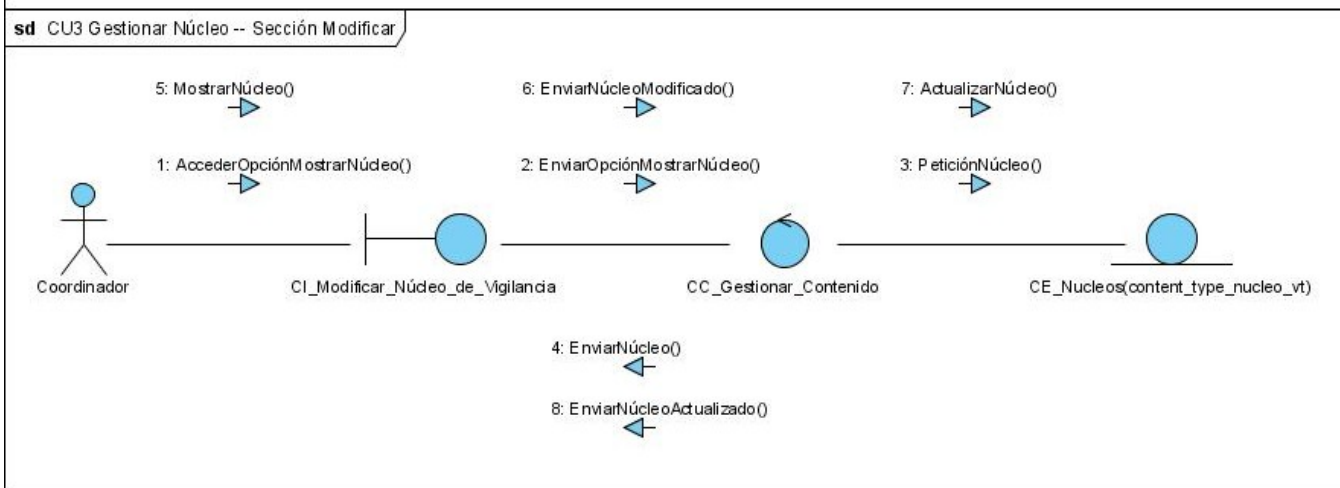 sd CU3 Gestionar Núcleo -- Sección Modificar
5: MostrarNúcleo()
6: EnviarNúcleoModificado()
7: ActualizarNúcleo()
1: AccederOpciónMostrarNúcleo()
2: EnviarOpciónMostrarNúcleo()
3: PeticiónNúcleo()
Coordinador
CI_Modificar_Núcleo_de_Vigilancia
CC_Gestionar_Contenido
CE_Nucleos(content_type_nucleo_vt)
4: EnviarNúcleo()
8: EnviarNúcleoActualizado()